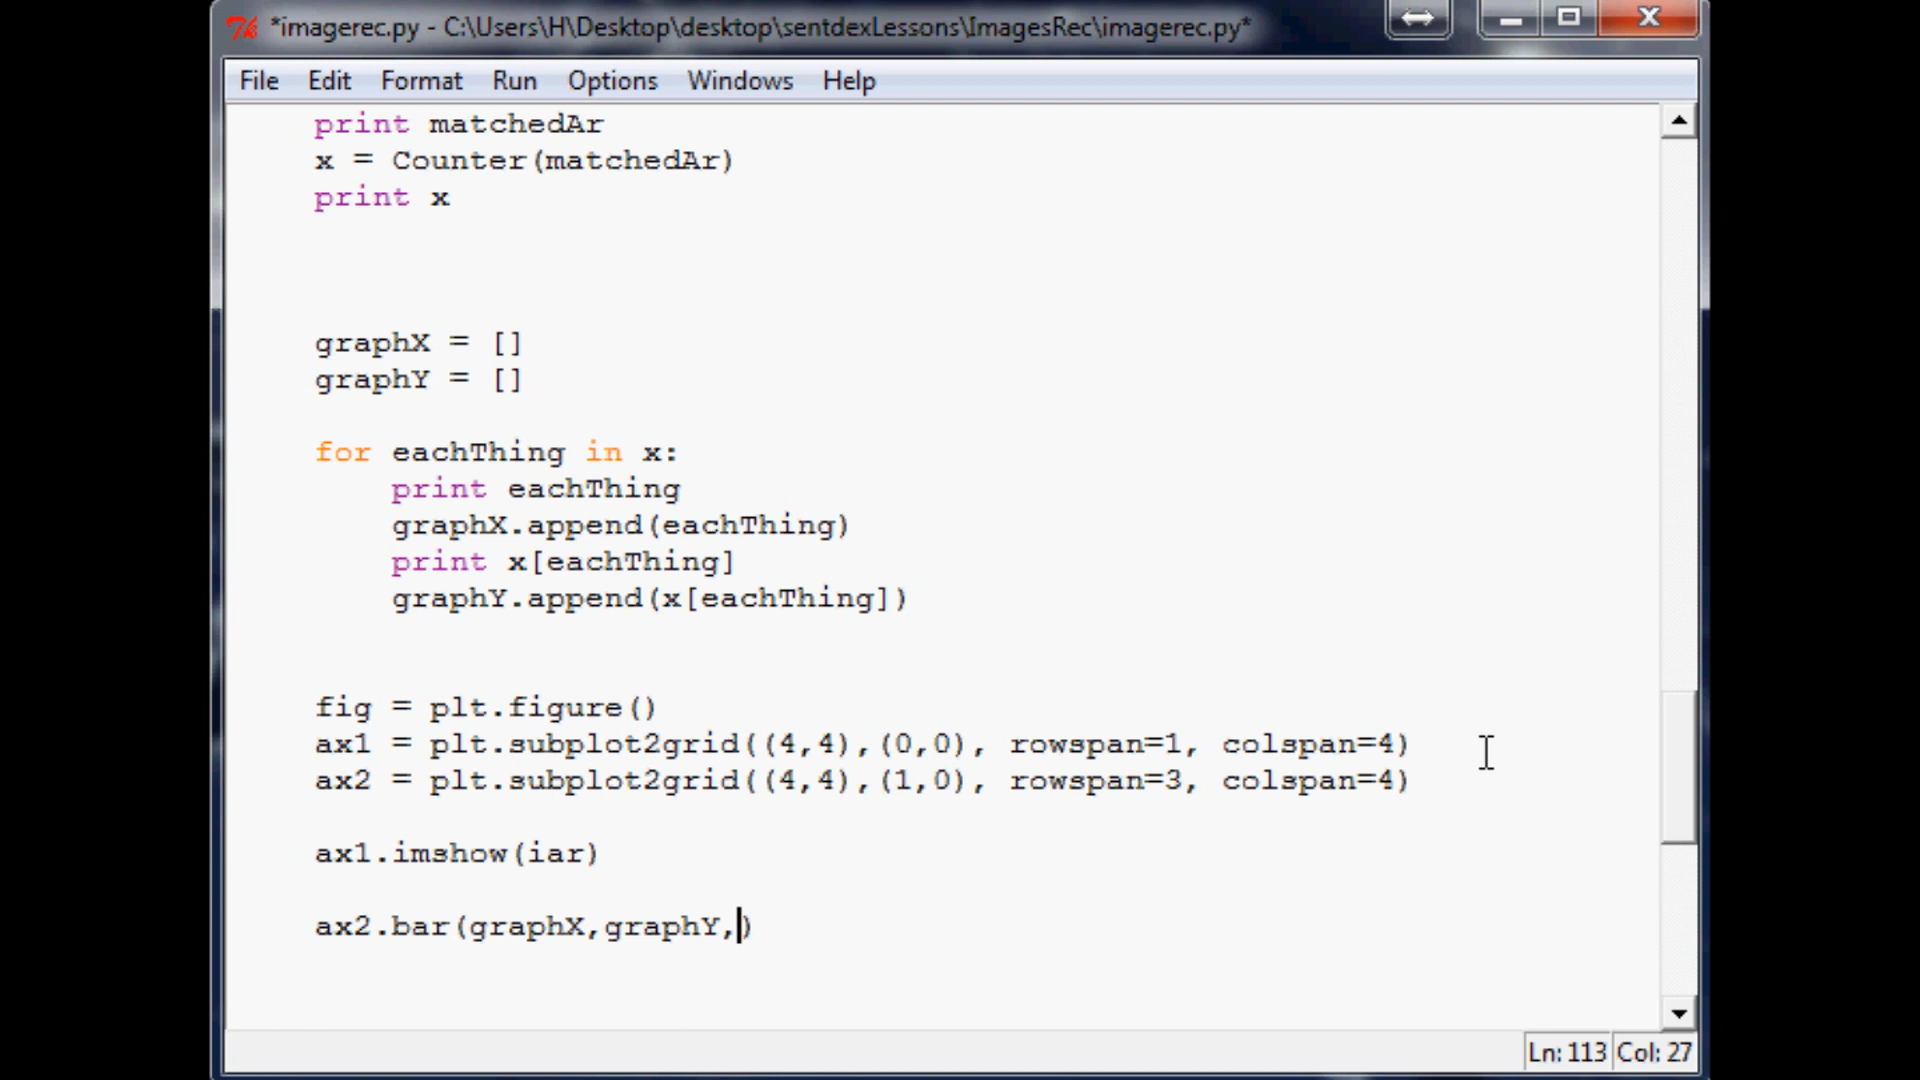 *imagerec.py - C:\Users\H\Desktop\desktop\sentdexLessons\ImagesRec\imagerec.py*
File Edit Format Run Options Windows Help
print matchedAr
x = Counter(matchedAr)
print x
graphX = []
graphY = []
for eachThing in x:
print eachThing
graphX.append(eachThing)
print x[eachThing]
graphY.append(x[eachThing])
fig = plt.figure()
ax1 = plt.subplot2grid((4,4),(0,0), rowspan=1, colspan=4)
ax2 = plt.subplot2grid((4,4),(1,0), rowspan=3, colspan=4)
ax1.imshow(iar)
ax2.bar(graphX,graphY,)
Ln: 113 Col: 27